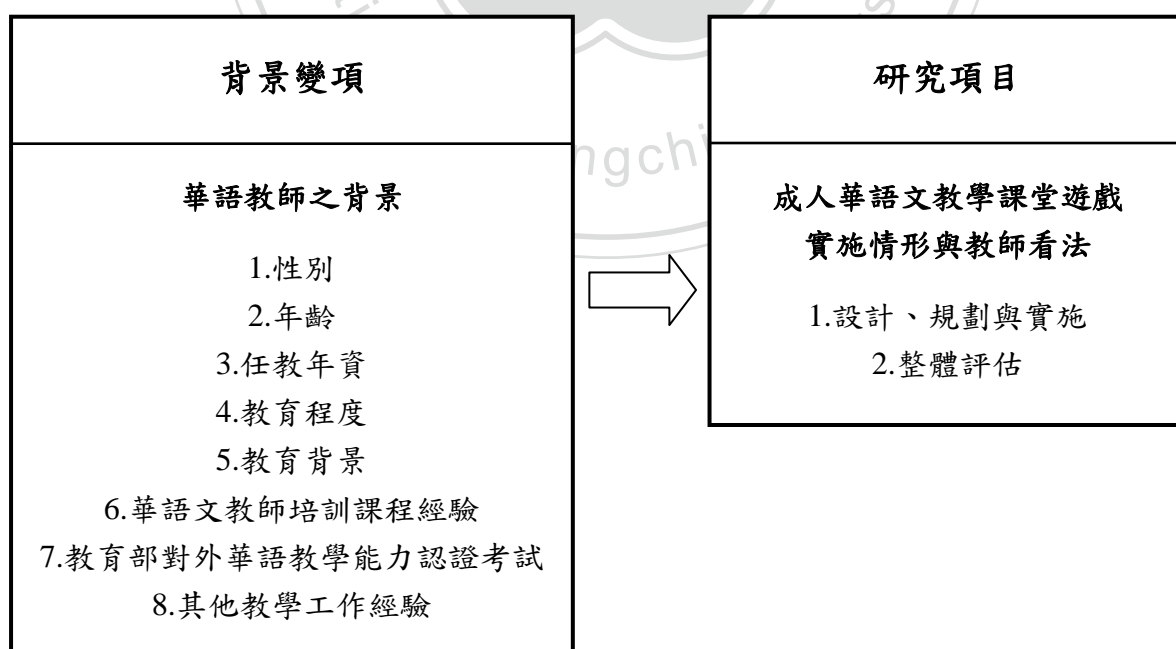 背景變項
華語教師之背景
1.性別
2.年齡
3.任教年資
4.教育程度
5.教育背景
6.華語文教師培訓課程經驗
7.教育部對外華語教學能力認證考試
8.其他教學工作經驗
研究項目
成人華語文教學課堂遊戲
實施情形與教師看法
1.設計、規劃與實施
2.整體評估
ngchi